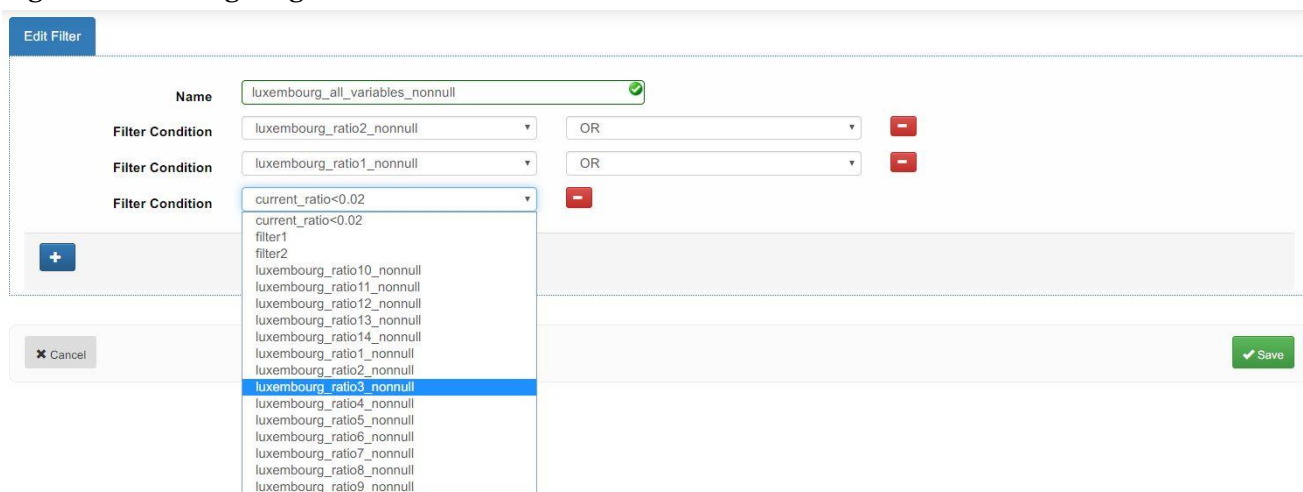 Edit Filter
Name luxembourg_all_variables_nonnull
Filter Condition luxembourg_ratio2_nonnull OR
Filter Condition luxembourg_ratio1_nonnull OR
Filter Condition current_ratio<0.02
current_ratio<0.02
filter1
filter2
luxembourg_ratio10_nonnull
luxembourg_ratio11_nonnull
luxembourg_ratio12_nonnull
luxembourg_ratio13_nonnull
luxembourg_ratio14_nonnull
luxembourg_ratio1_nonnull
luxembourg_ratio2_nonnull
luxembourg_ratio3_nonnull
luxembourg_ratio4_nonnull
luxembourg_ratio5_nonnull
luxembourg_ratio6_nonnull
luxembourg_ratio7_nonnull
luxembourg_ratio8_nonnull
luxembourg_ratio9_nonnull
Cancel
Save